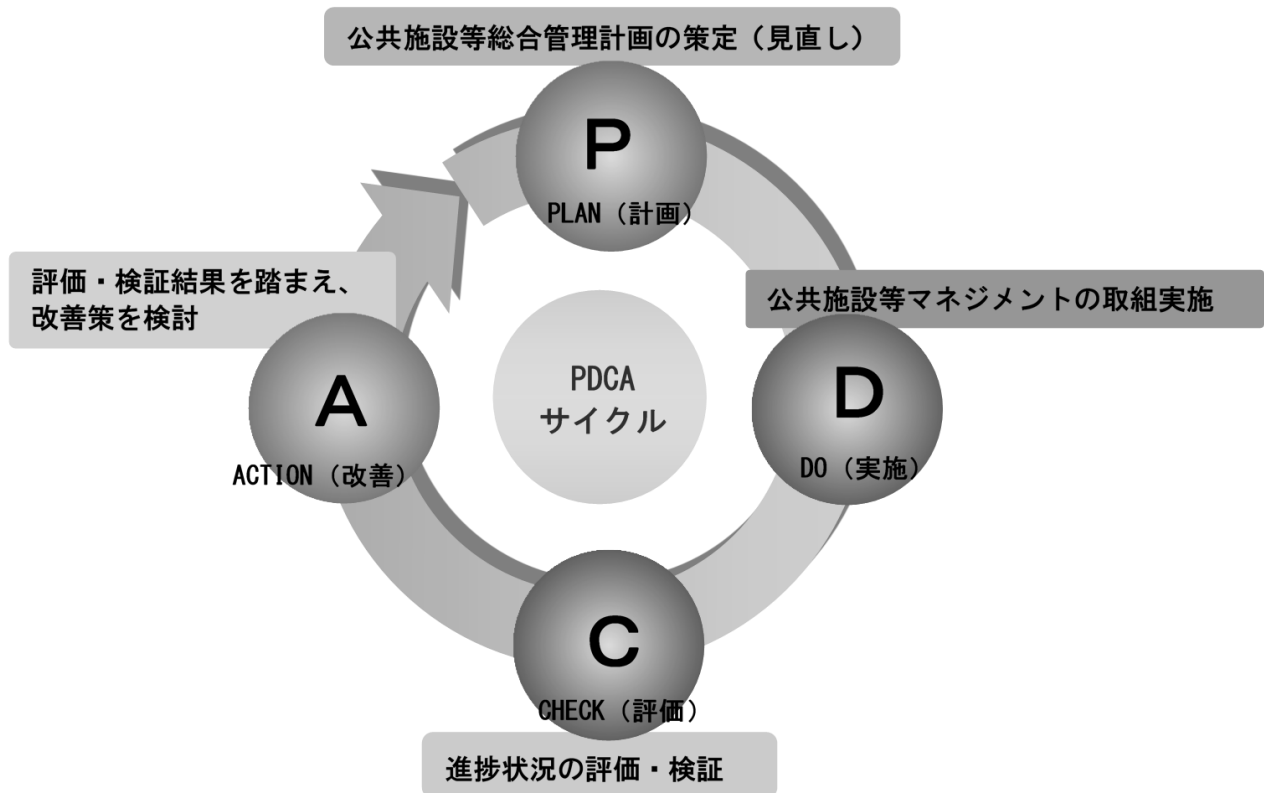 公共施設等総合管理計画の策定（見直し）
P
PLAN（計画）
評価・検証結果を踏まえ、
改善策を検討
公共施設等マネジメントの取組実施
PDCA
サイクル
A
ACTION（改善）
D
DO（実施）
C
CHECK（評価）
進捗状況の評価・検証